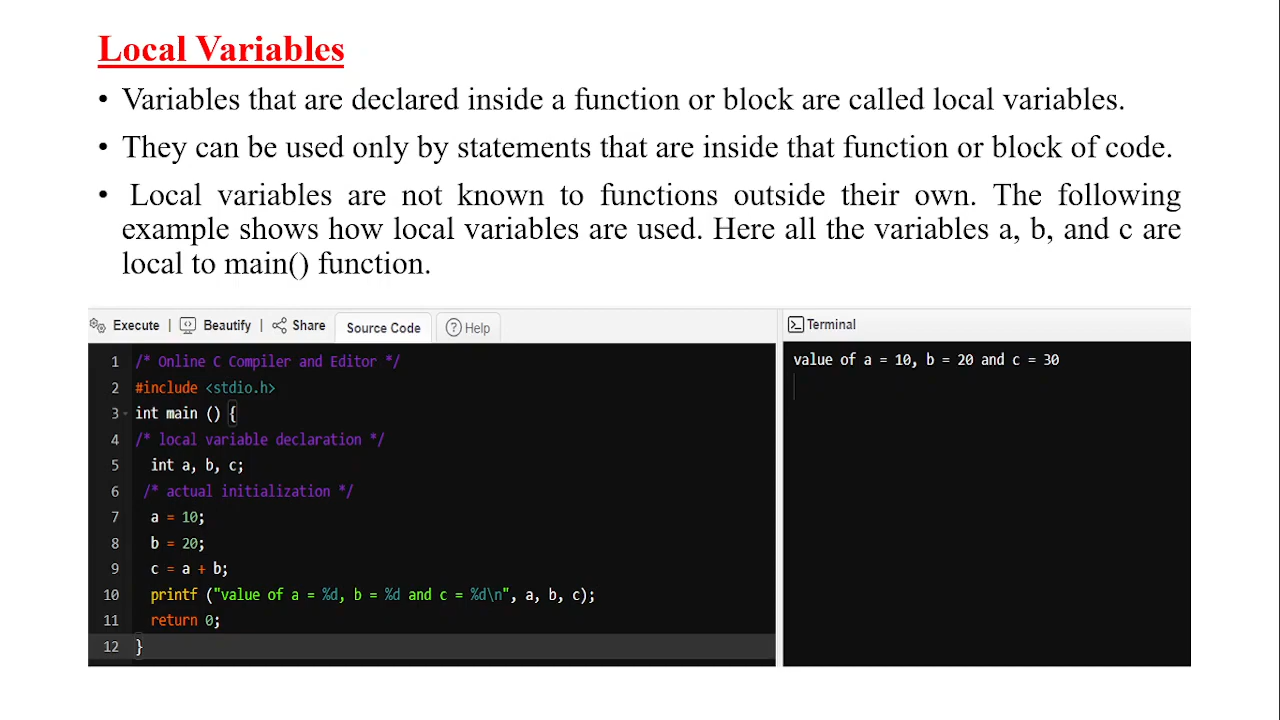 Local Variables
• Variables that are declared inside a function or block are called local variables.
• They can be used only by statements that are inside that function or block of code.
• Local variables are not known to functions outside their own. The following
example shows how local variables are used. Here all the variables a, b, and c are
local to main() function.
Execute | Beautify | Share Source Code ? Help
Terminal
1 /* Online C Compiler and Editor */
2 #include <stdio.h>
3 int main () {
4 /* local variable declaration */
5 int a, b, c;
6 /* actual initialization */
7 a = 10;
8 b = 20;
9 c = a + b;
10 printf ("value of a = %d, b = %d and c = %d\n", a, b, c);
11 return 0;
12 }
value of a = 10, b = 20 and c = 30